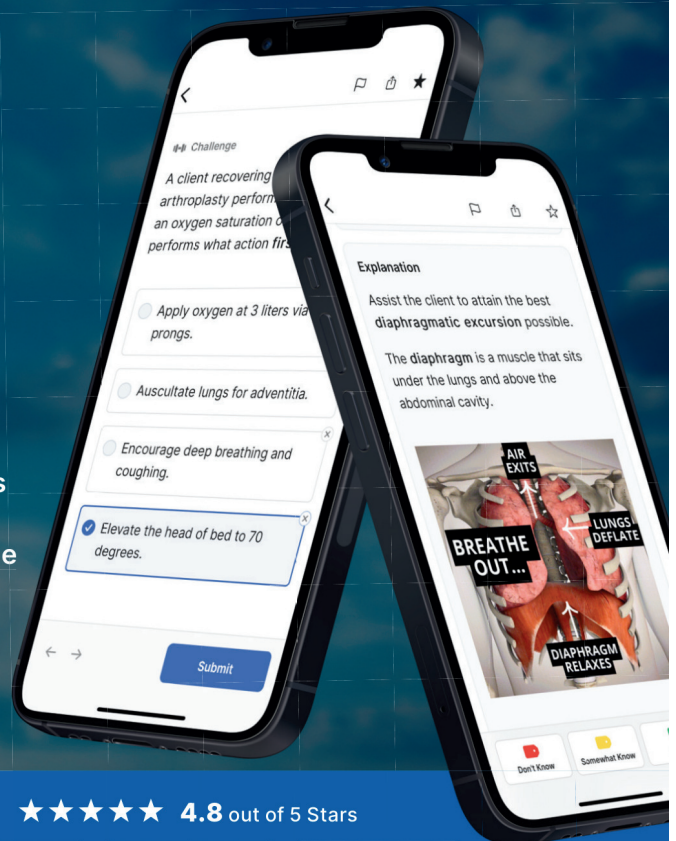 Challenge
A client recovering
arthroplasty perform
an oxygen saturation
performs what action
Apply oxygen at 3 liters via
prongs.
Auscultate lungs for adventitia.
Encourage deep breathing and
coughing.
Elevate the head of bed to 70
degrees.
Submit
Explanation
Assist the client to attain the best
diaphragmatic excursion possible.
The diaphragm is a muscle that sits
under the lungs and above the
abdominal cavity.
AIR
EXITS
BREATHE
OUT...
LUNGS
DEFLATE
DIAPHRAGM
RELAXES
Don't Know
Somewhat Know
s
e
4.8 out of 5 Stars